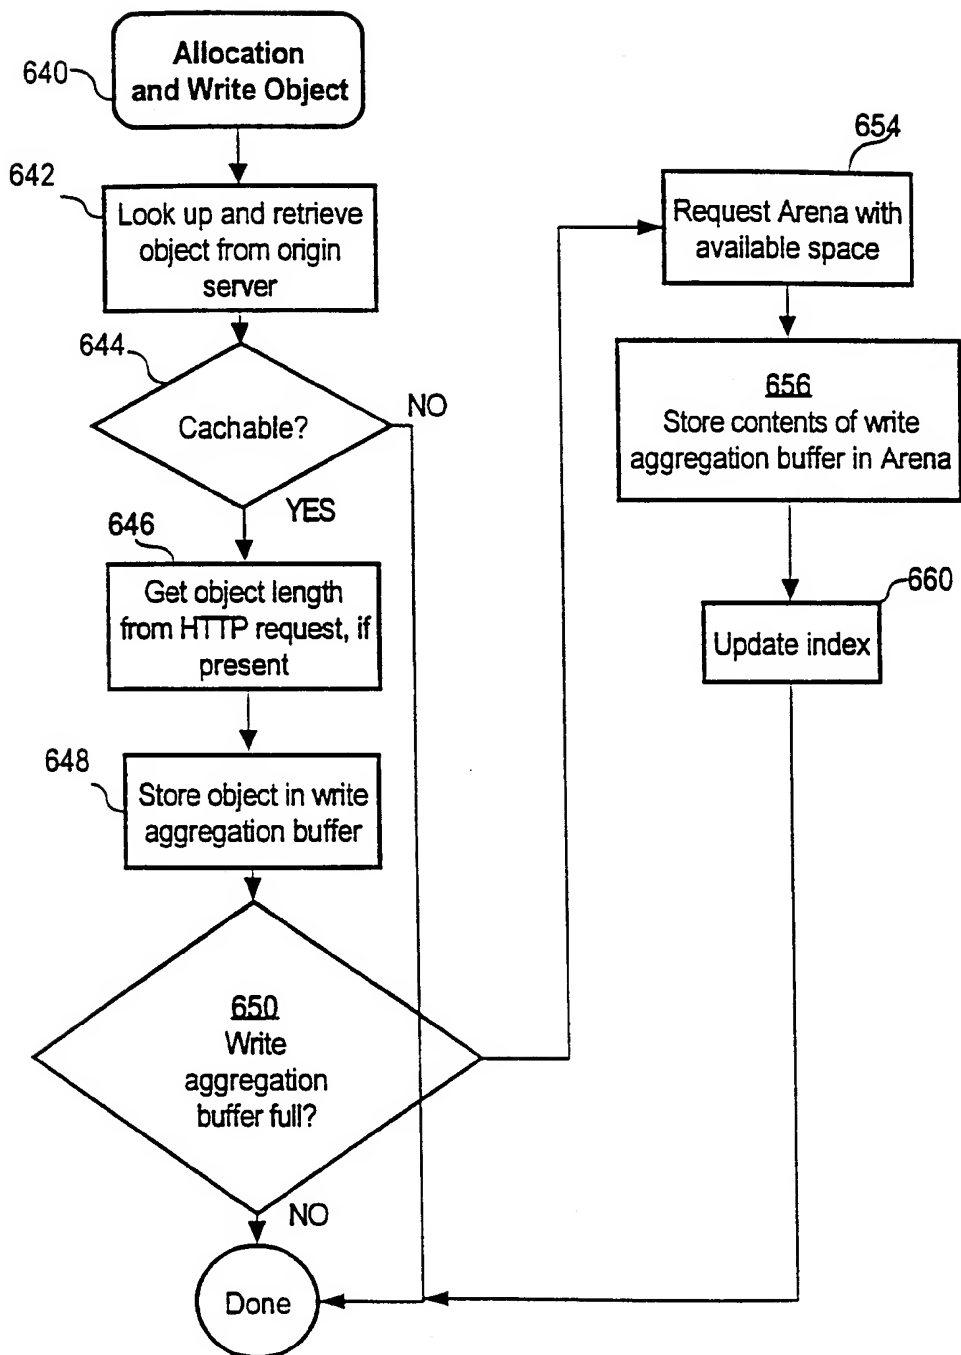 Allocation
and Write Object
640
642
Look up and retrieve
object from origin
server
644
Cachable?
NO
YES
646
Get object length
from HTTP request, if
present
648
Store object in write
aggregation buffer
650
Write
aggregation
buffer full?
NO
Done
654
Request Arena with
available space
656
Store contents of write
aggregation buffer in Arena
660
Update index